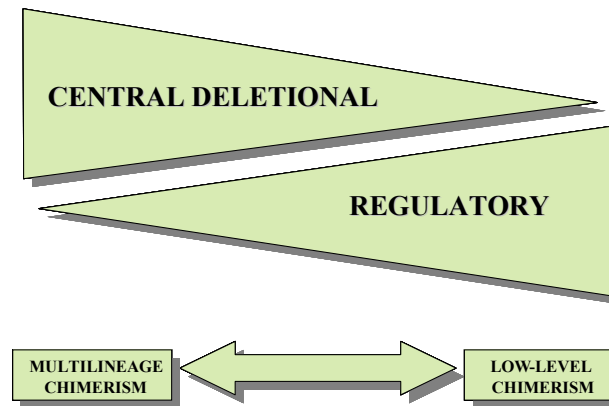 CENTRAL DELETIONAL
REGULATORY
MULTILINEAGE
CHIMERISM
LOW-LEVEL
CHIMERISM